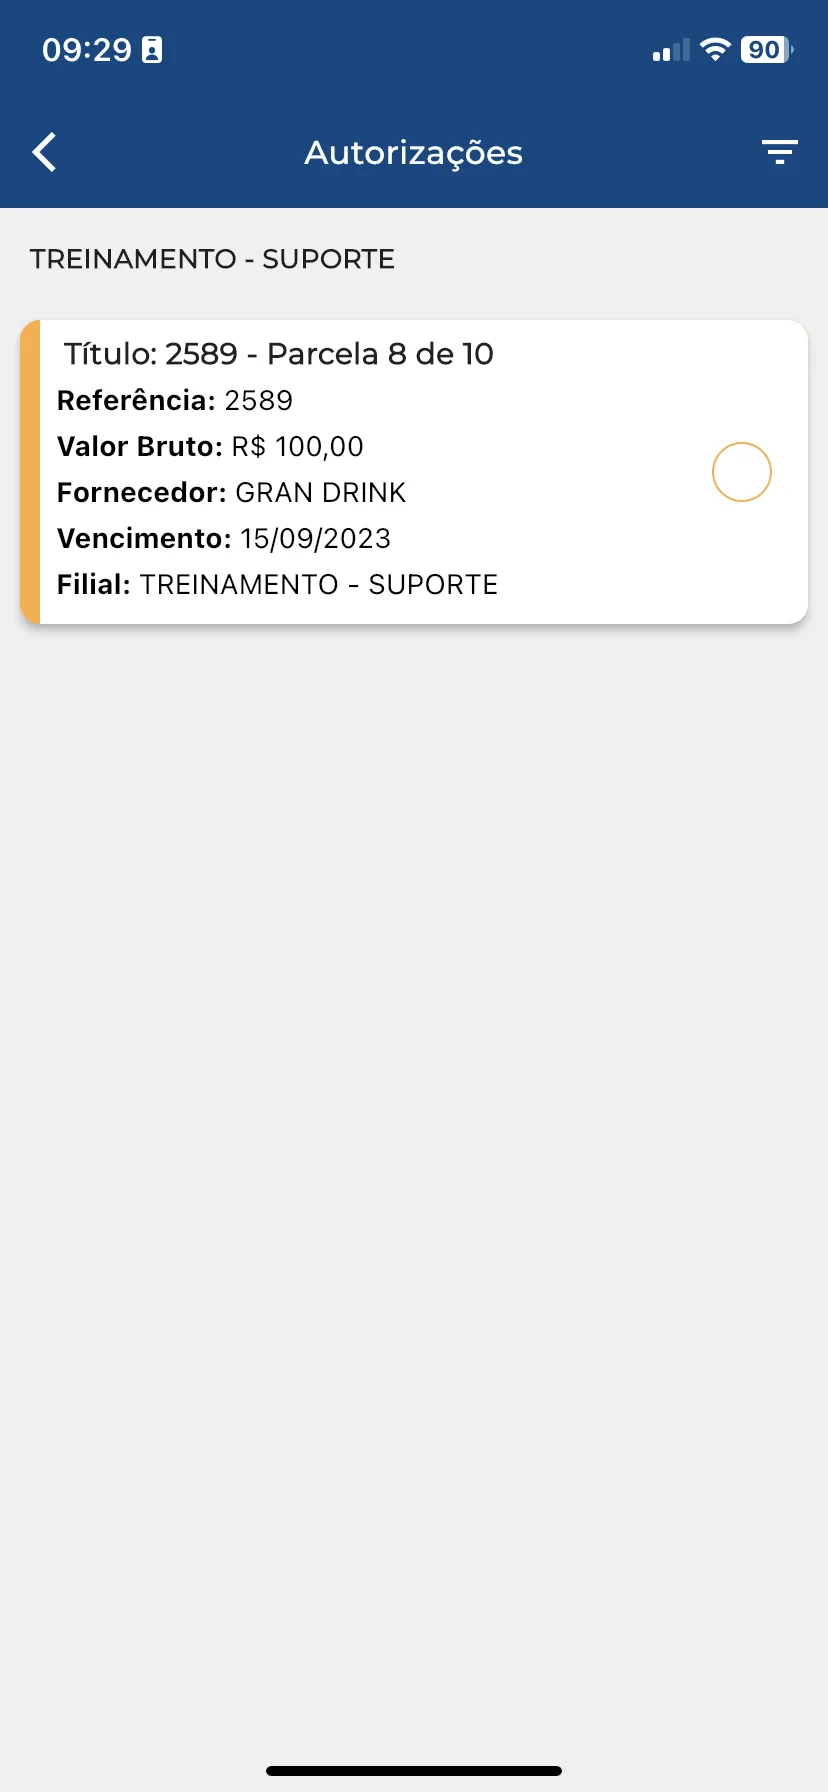 09:29
90
Autorizações
TREINAMENTO - SUPORTE
Título: 2589 - Parcela 8 de 10
Referência: 2589
Valor Bruto: R$ 100,00
Fornecedor: GRAN DRINK
Vencimento: 15/09/2023
Filial: TREINAMENTO - SUPORTE